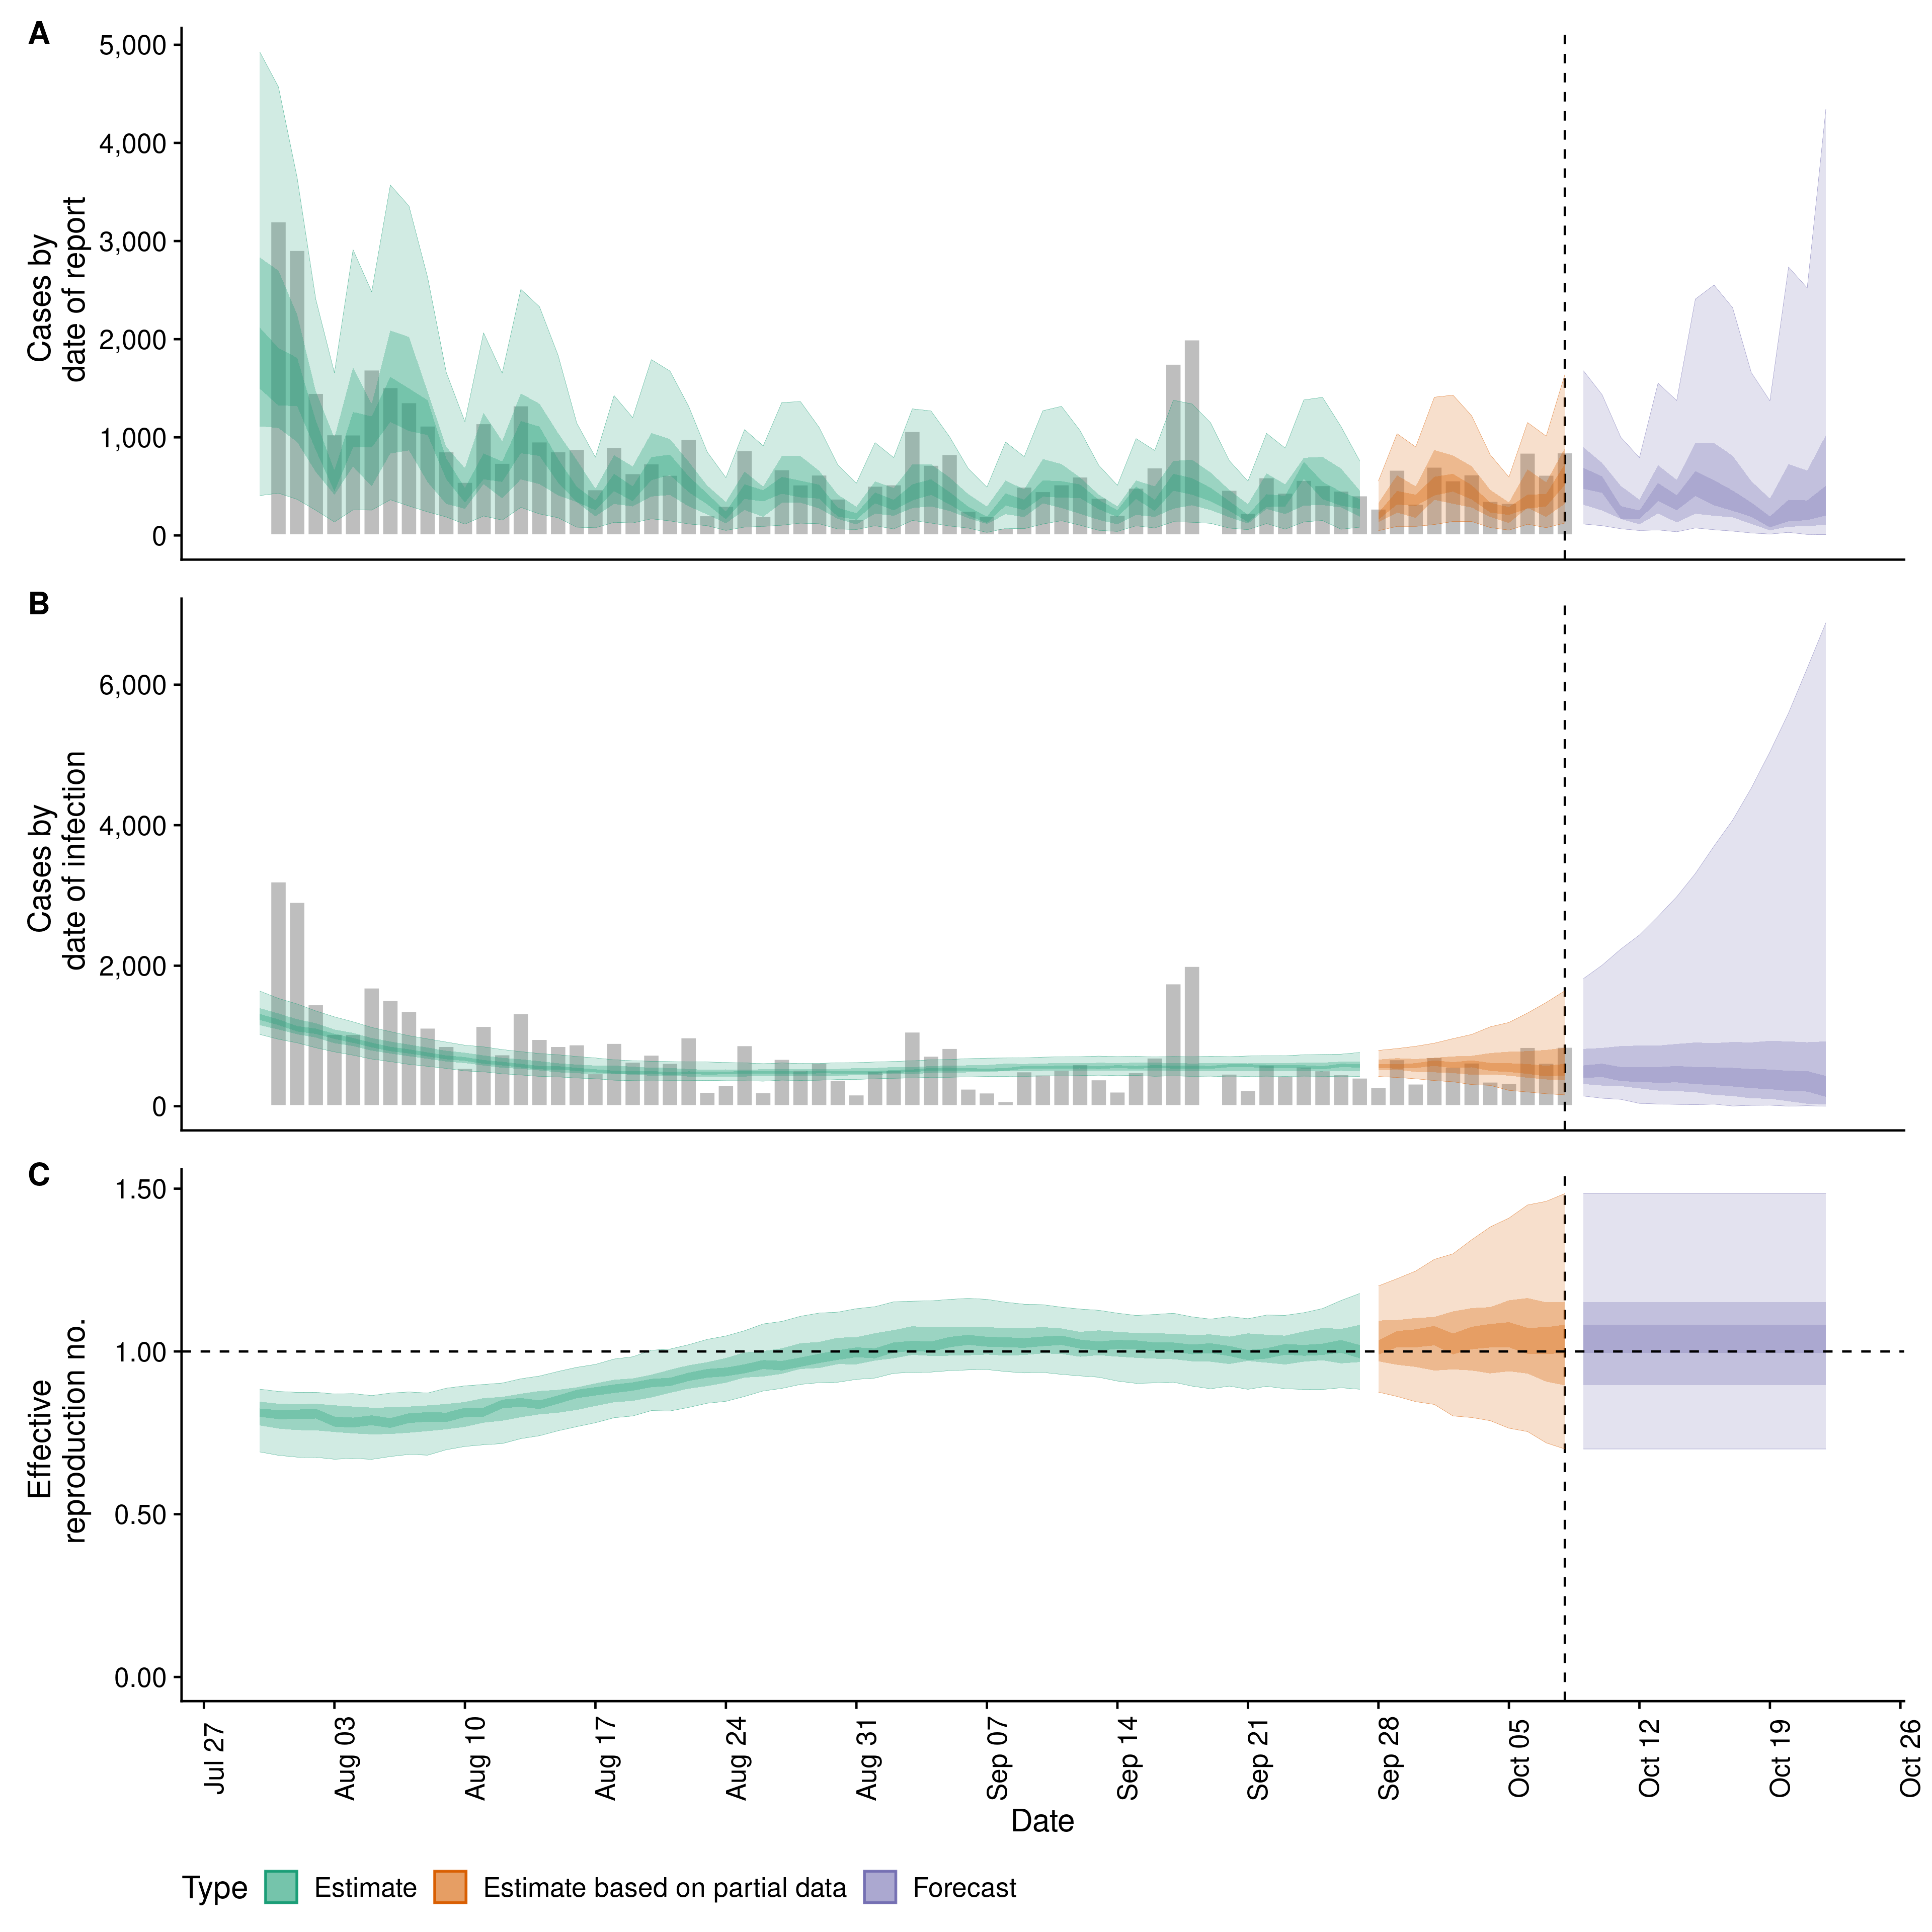 A
5,000
4,000
3,000
2,000
1,000
0
Cases by
date of report
B
6,000
4,000
2,000
0
Cases by
date of infection
C
1.50
1.00
0.50
0.00
Effective
reproduction no.
Jul 27
Aug 03
Aug 10
Aug 17
Aug 24
Aug 31
Sep 07
Sep 14
Sep 21
Sep 28
Oct 05
Oct 12
Oct 19
Oct 26
Date
Type Estimate Estimate based on partial data Forecast